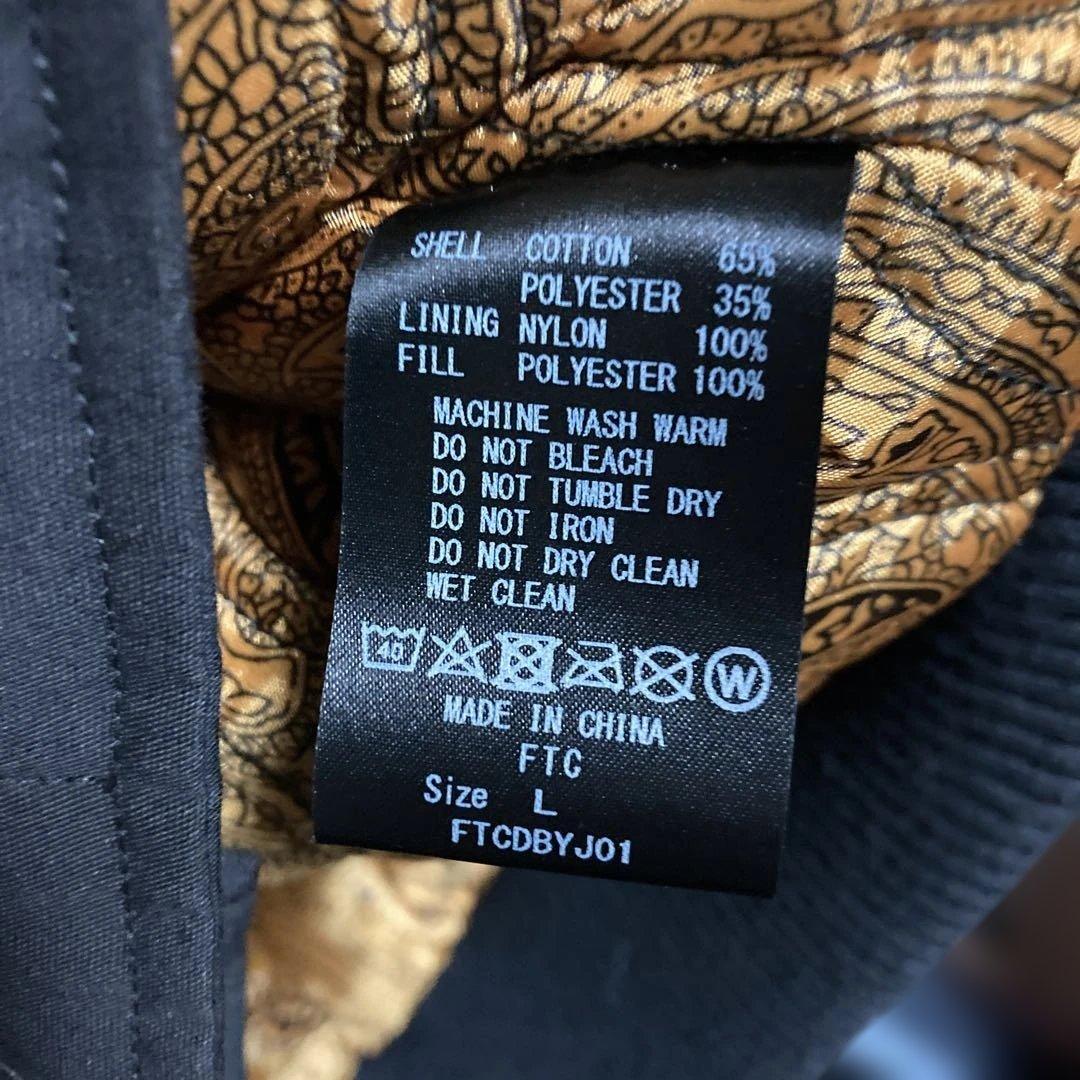 SHELL COTTON 65%
POLYESTER 35%
LINING NYLON 100%
FILL POLYESTER 100%
MACHINE WASH WARM
DO NOT BLEACH
DO NOT TUMBLE DRY
DO NOT IRON
DO NOT DRY CLEAN
WET CLEAN
40 W
MADE IN CHINA
FTC
Size L
FTCDBYJ01